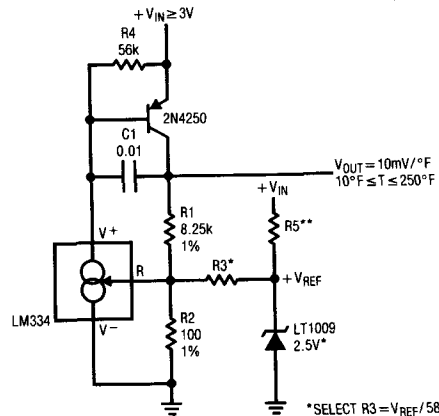 +VIN ≥ 3V
R4
56k
2N4250
C1
0.01
VOUT = 10mV/°F
10°F ≤ T ≤ 250°F
+VIN
R1
8.25k
1%
R5**
V+
R
R3*
+VREF
LM334
V−
R2
100
1%
LT1009
2.5V*
*SELECT R3 = VREF/58